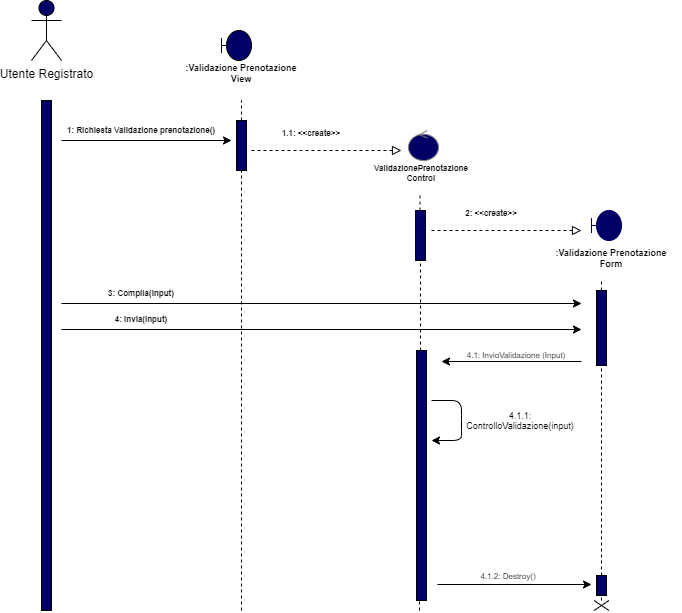 Utente Registrato
:Validazione Prenotazione
View
1: Richiesta Validazione prenotazione()
1.1: <<create>>
ValidazionePrenotazione
Control
2: <<create>>
:Validazione Prenotazione
Form
3: Compila(Input)
4: Invia(Input)
4.1: InvioValidazione (Input)
4.1.1:
ControlloValidazione(input)
4.1.2: Destroy()